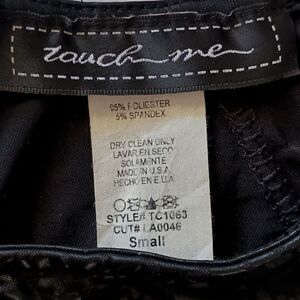 touch me
95% POLIESTER
5% SPANDEX
DRY CLEAN ONLY
LAVAR EN SECO
SOLAMENTE
MADE IN U.S.A
HECHO EN E.U.A
STYLE# TC1063
CUT# LA0046
Small